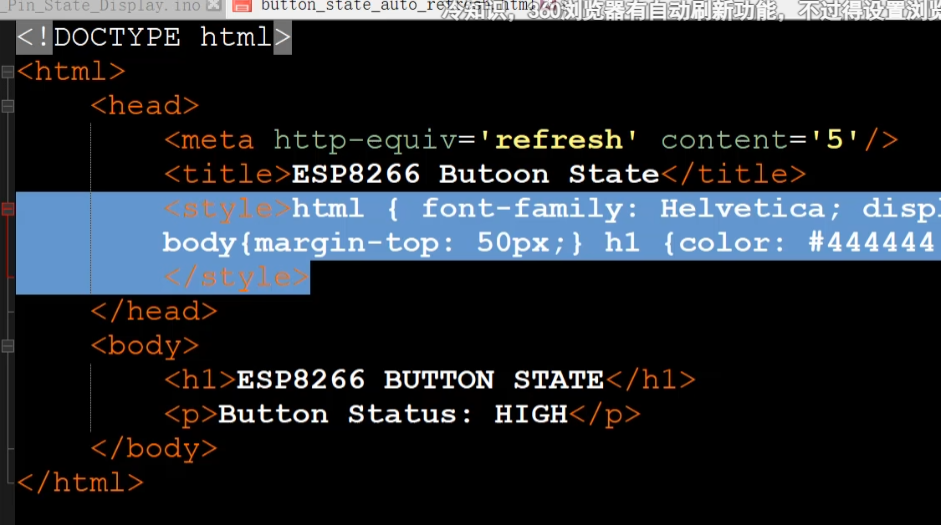 _Pin_State_Display.ino button_state_auto_refresh.html
冷知识，360浏览器有自动刷新功能，不过得设置浏览
<!DOCTYPE html>
<html>
<head>
<meta http-equiv='refresh' content='5'/>
<title>ESP8266 Butoon State</title>
<style>html { font-family: Helvetica; displ
body{margin-top: 50px;} h1 {color: #444444
</style>
</head>
<body>
<h1>ESP8266 BUTTON STATE</h1>
<p>Button Status: HIGH</p>
</body>
</html>